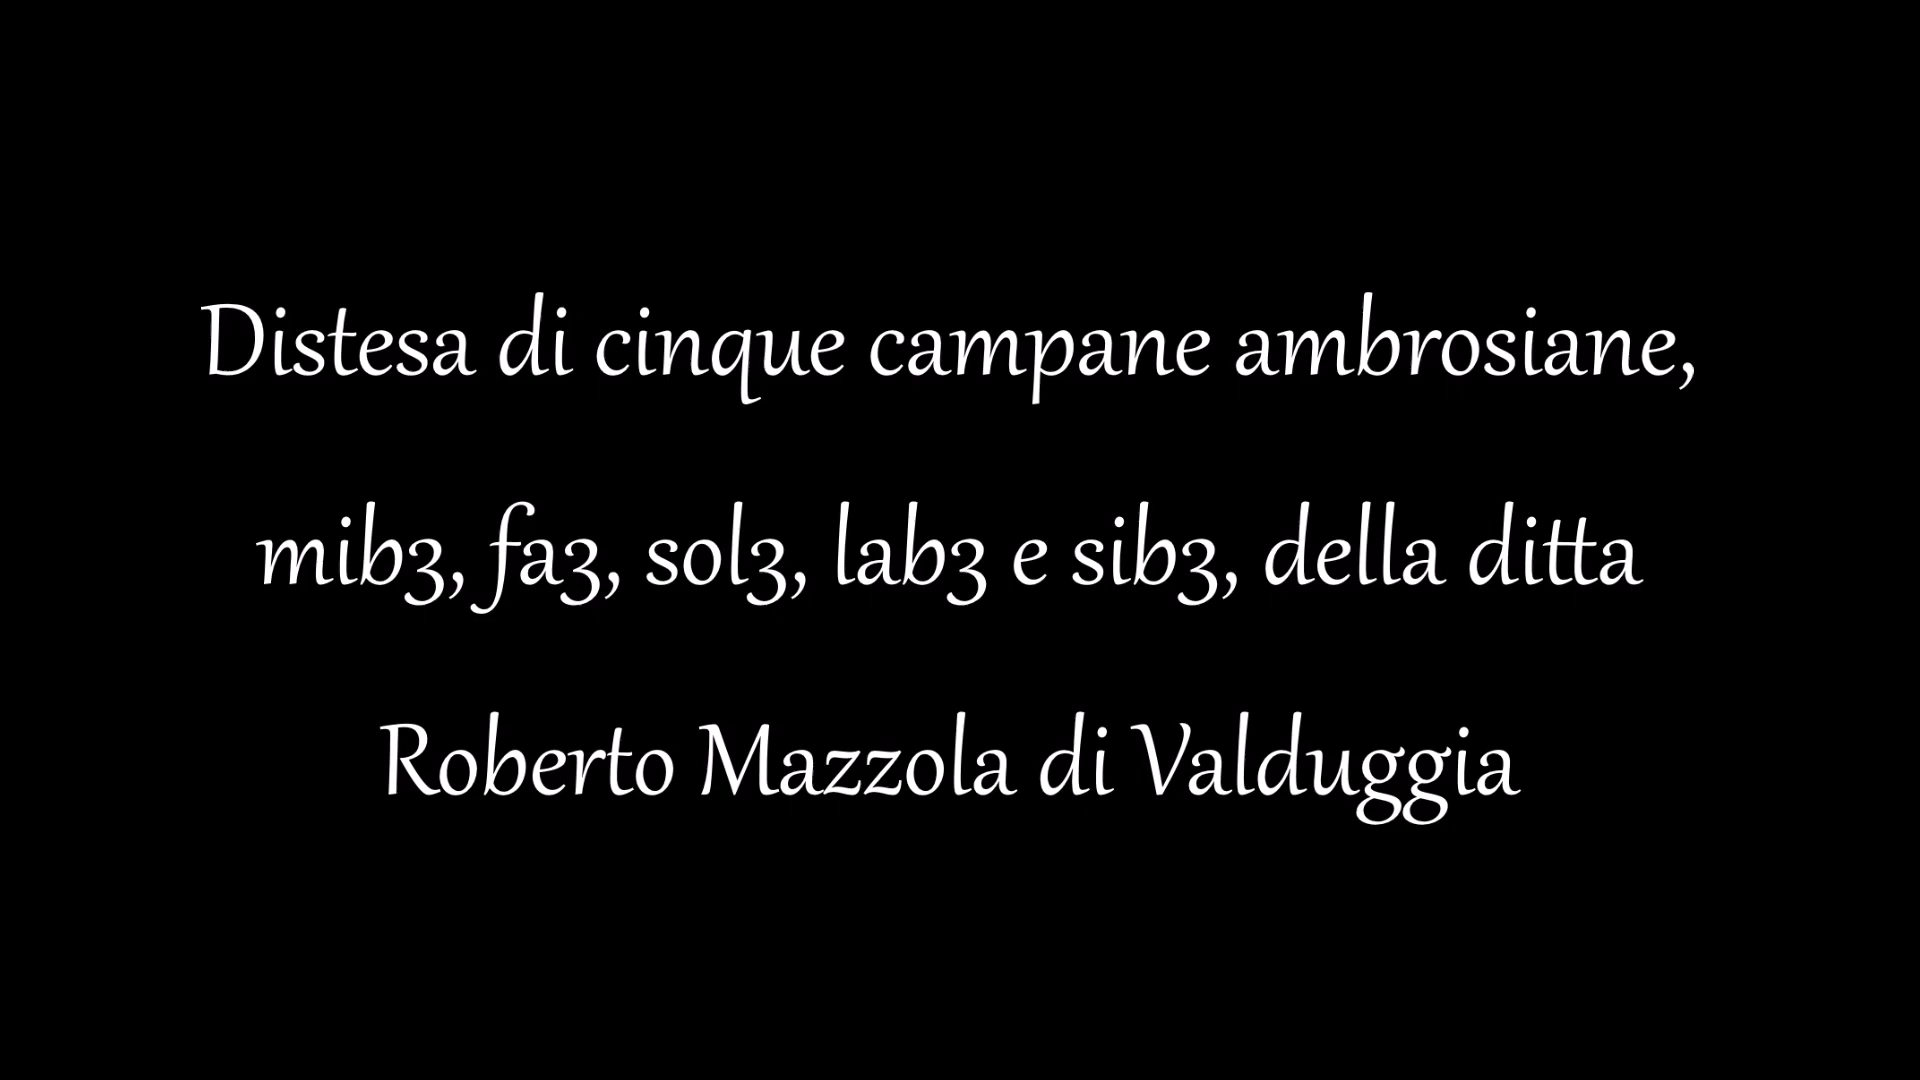 Distesa di cinque campane ambrosiane,
mib3, fa3, sol3, lab3 e sib3, della ditta
Roberto Mazzola di Valduggia